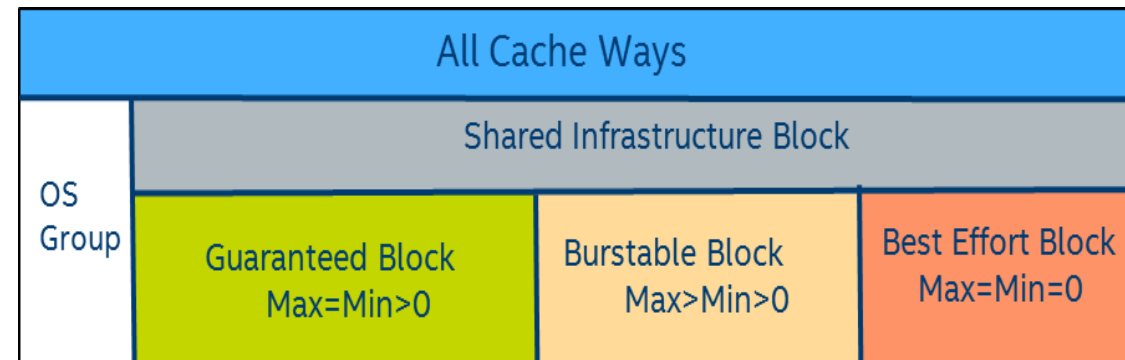 All Cache Ways
Shared Infrastructure Block
OS
Group
Guaranteed Block
Max=Min>0
Burstable Block
Max>Min>0
Best Effort Block
Max=Min=0